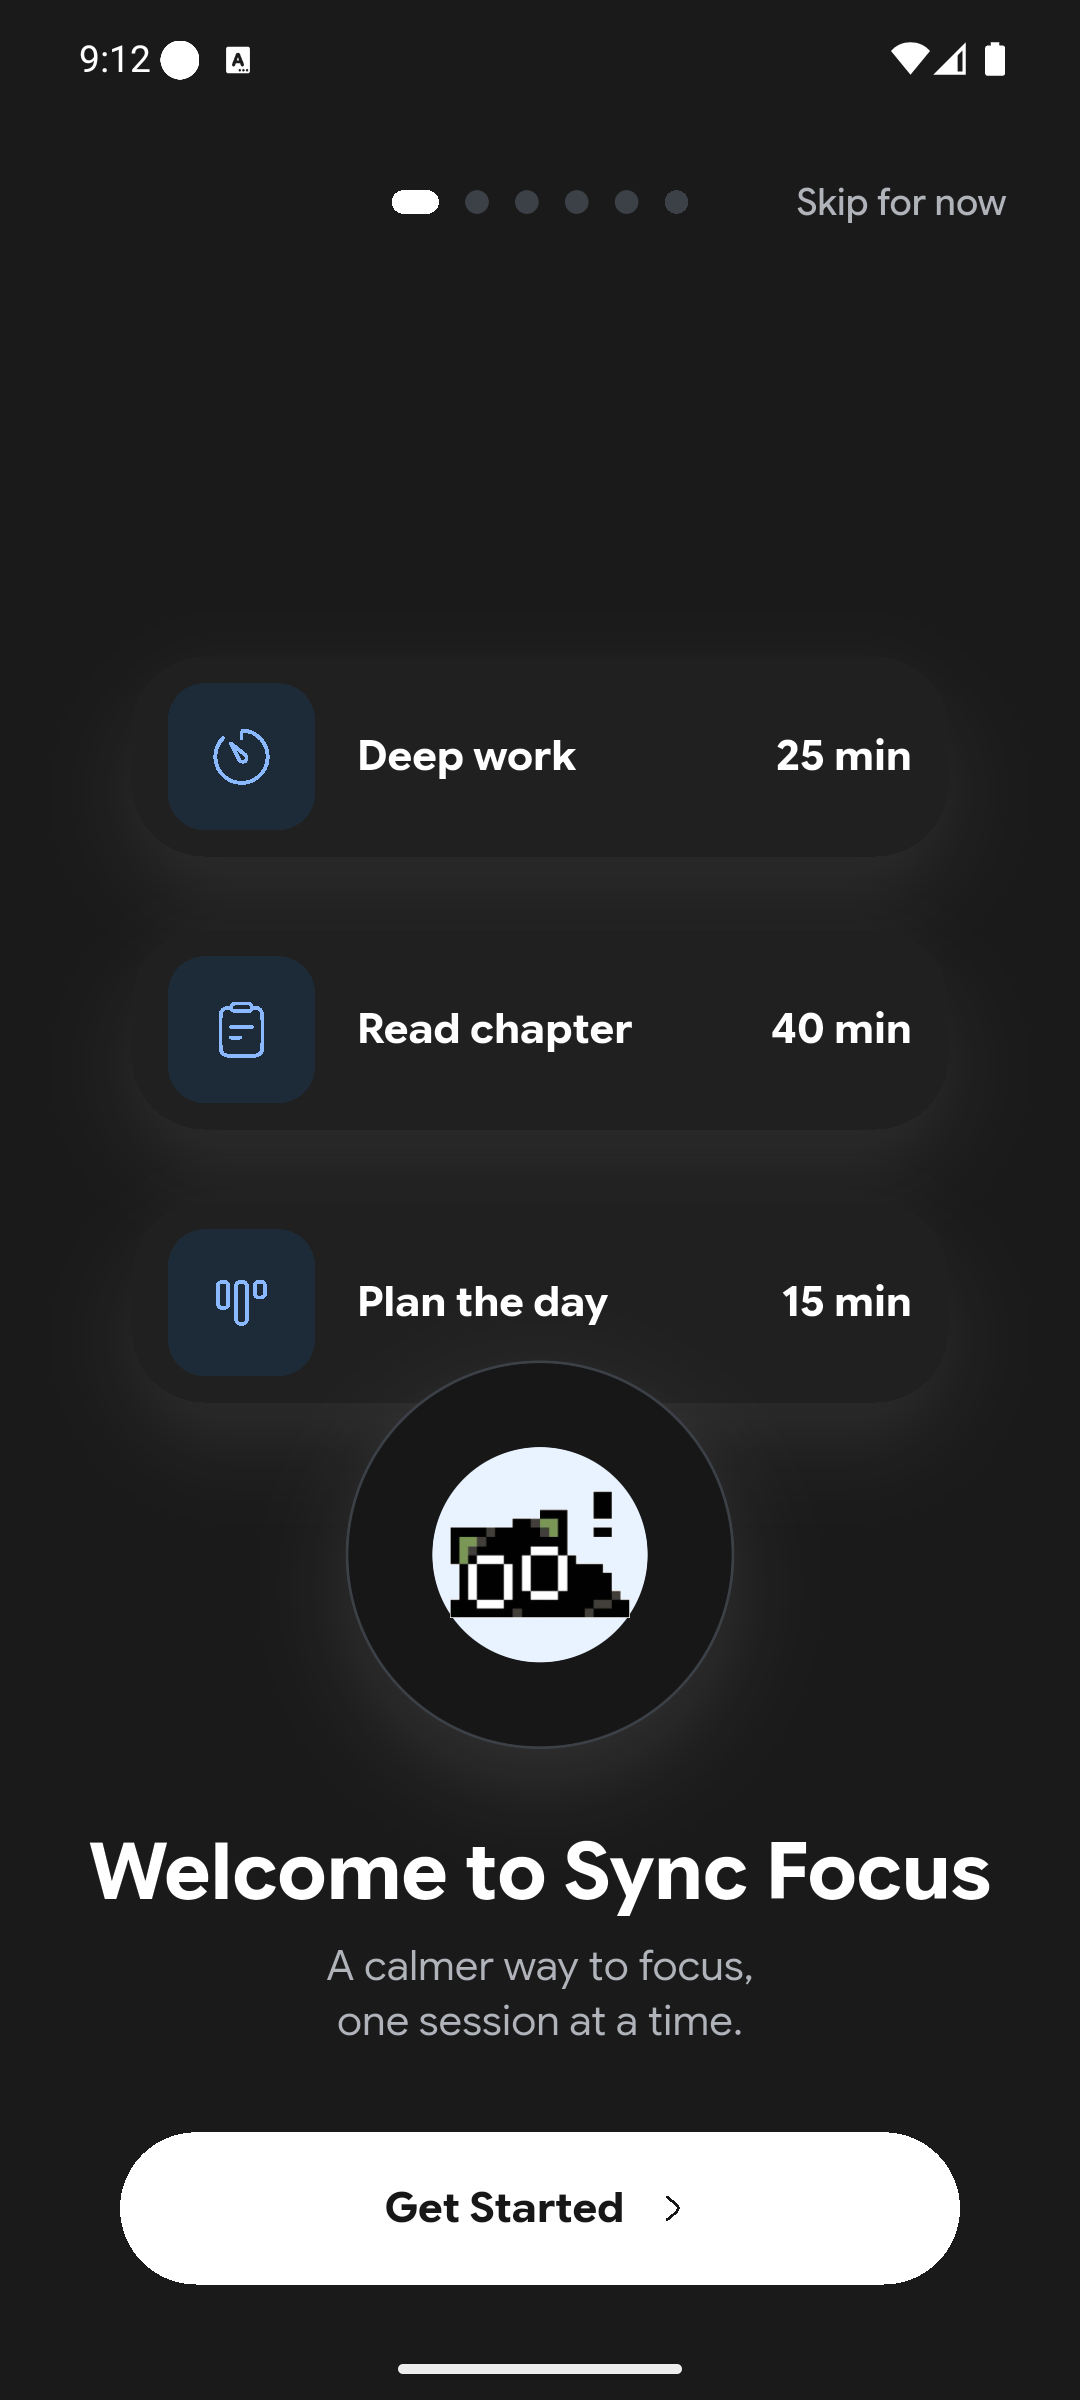 9:12
Skip for now
Deep work 25 min
Read chapter 40 min
Plan the day 15 min
Welcome to Sync Focus
A calmer way to focus,
one session at a time.
Get Started